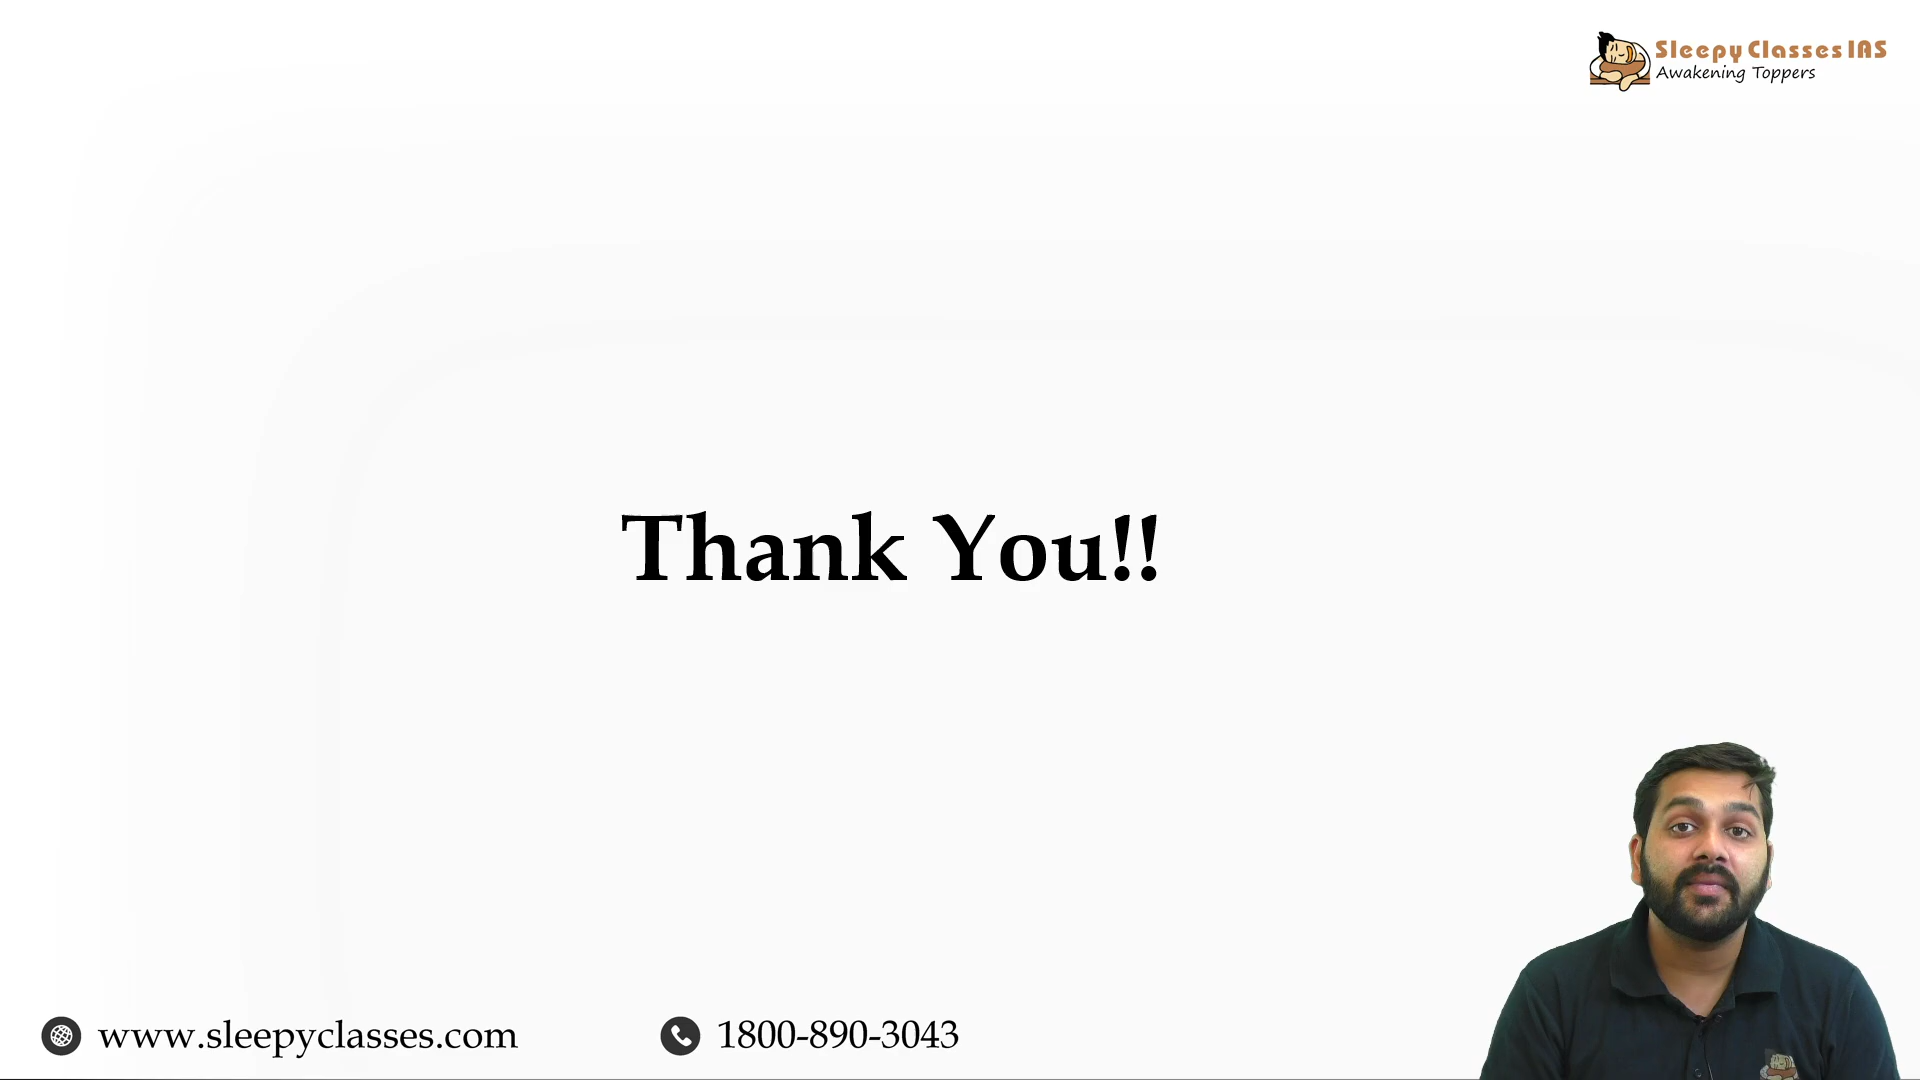 Sleepy Classes IAS
Awakening Toppers
Thank You!!
www.sleepyclasses.com
1800-890-3043